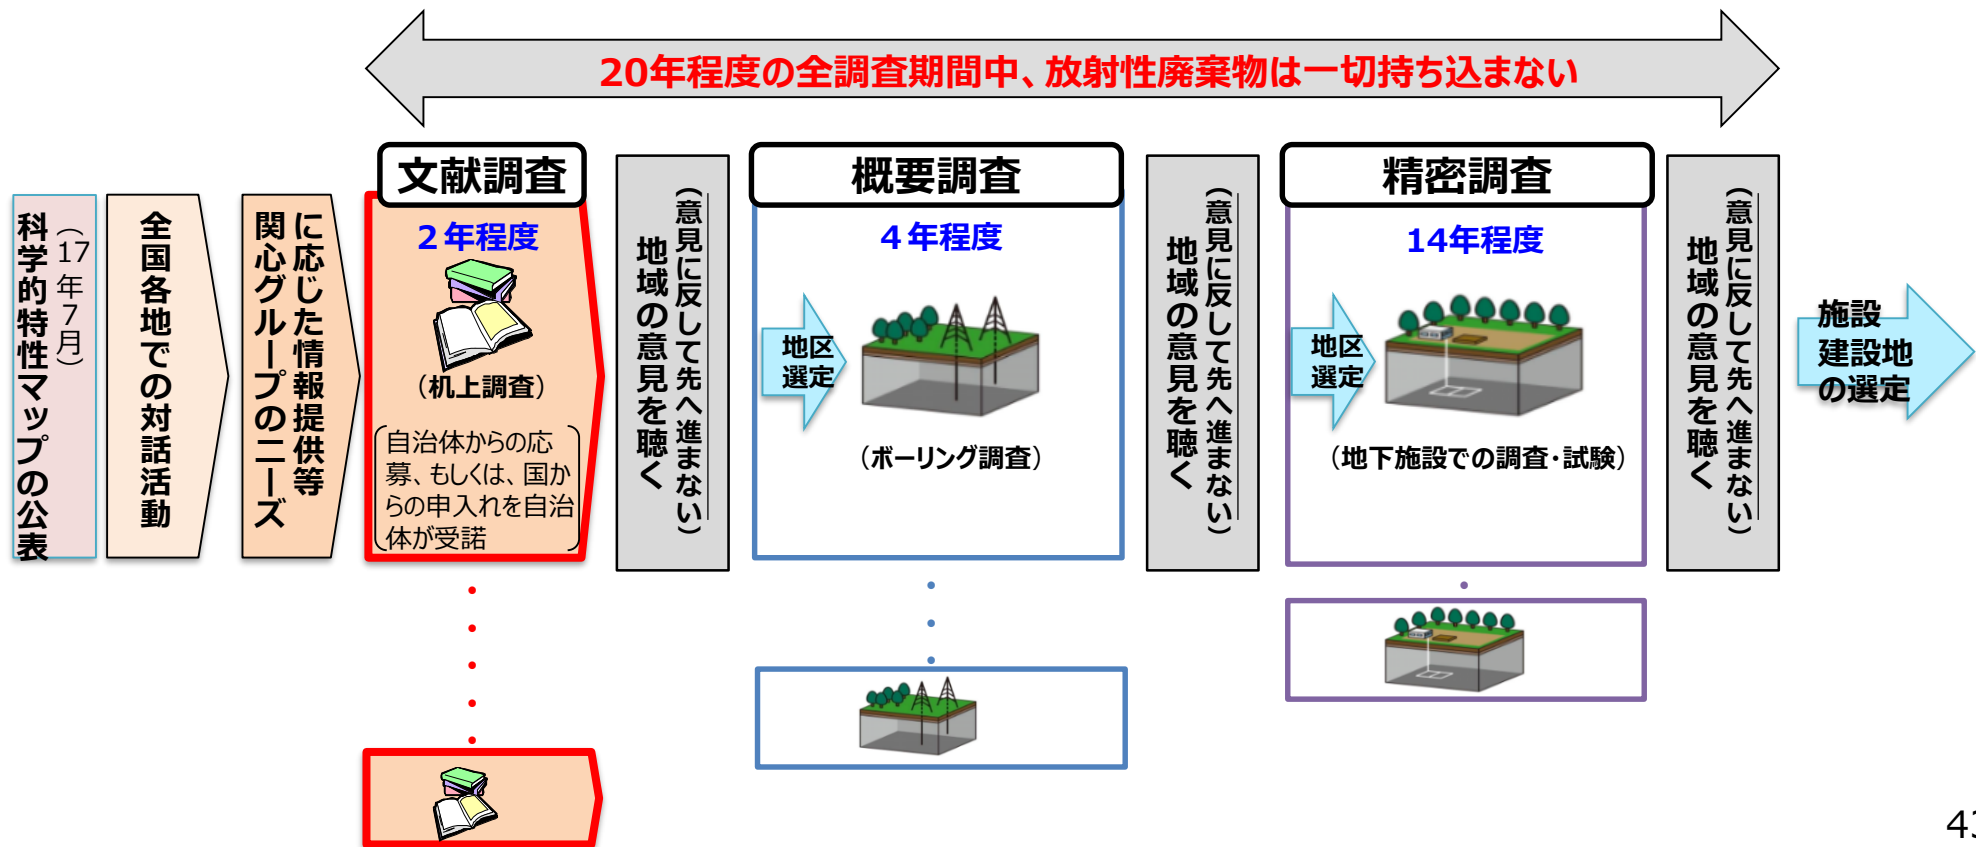 20年程度の全調査期間中、放射性廃棄物は一切持ち込まない
科学的特性マップの公表
（17年7月）
全国各地での対話活動
関心グループのニーズ
に応じた情報提供等
文献調査
２年程度
（机上調査）
自治体からの応
募、もしくは、国か
らの申入れを自治
体が受諾
地域の意見を聴く
（意見に反して先へ進まない）
概要調査
４年程度
地区
選定
（ボーリング調査）
地域の意見を聴く
（意見に反して先へ進まない）
精密調査
14年程度
地区
選定
（地下施設での調査・試験）
地域の意見を聴く
（意見に反して先へ進まない）
施設
建設地
の選定